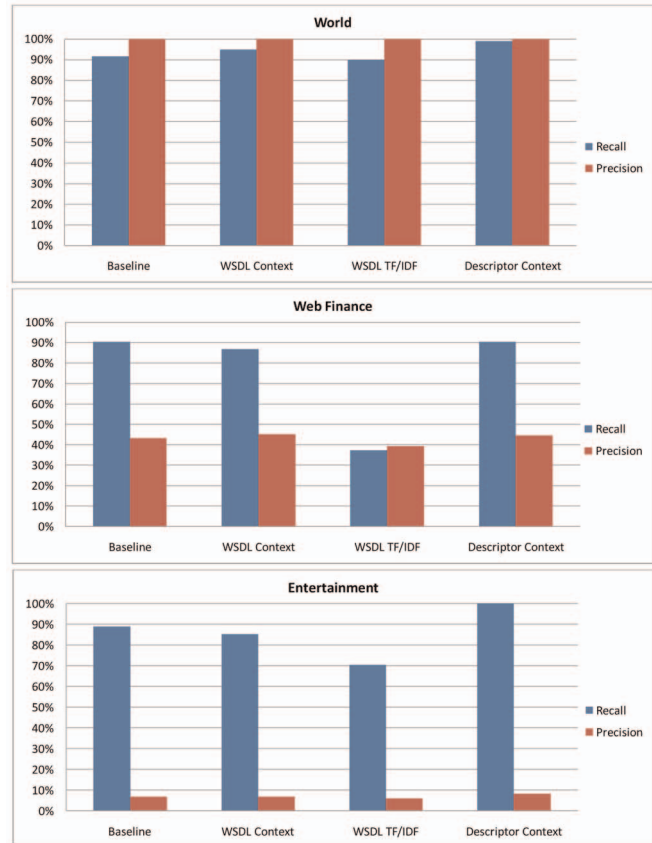 World
100%
90%
80%
70%
60%
50%
40%
30%
20%
10%
0%
Baseline WSDL Context WSDL TF/IDF Descriptor Context
Recall
Precision
Web Finance
100%
90%
80%
70%
60%
50%
40%
30%
20%
10%
0%
Baseline WSDL Context WSDL TF/IDF Descriptor Context
Recall
Precision
Entertainment
100%
90%
80%
70%
60%
50%
40%
30%
20%
10%
0%
Baseline WSDL Context WSDL TF/IDF Descriptor Context
Recall
Precision